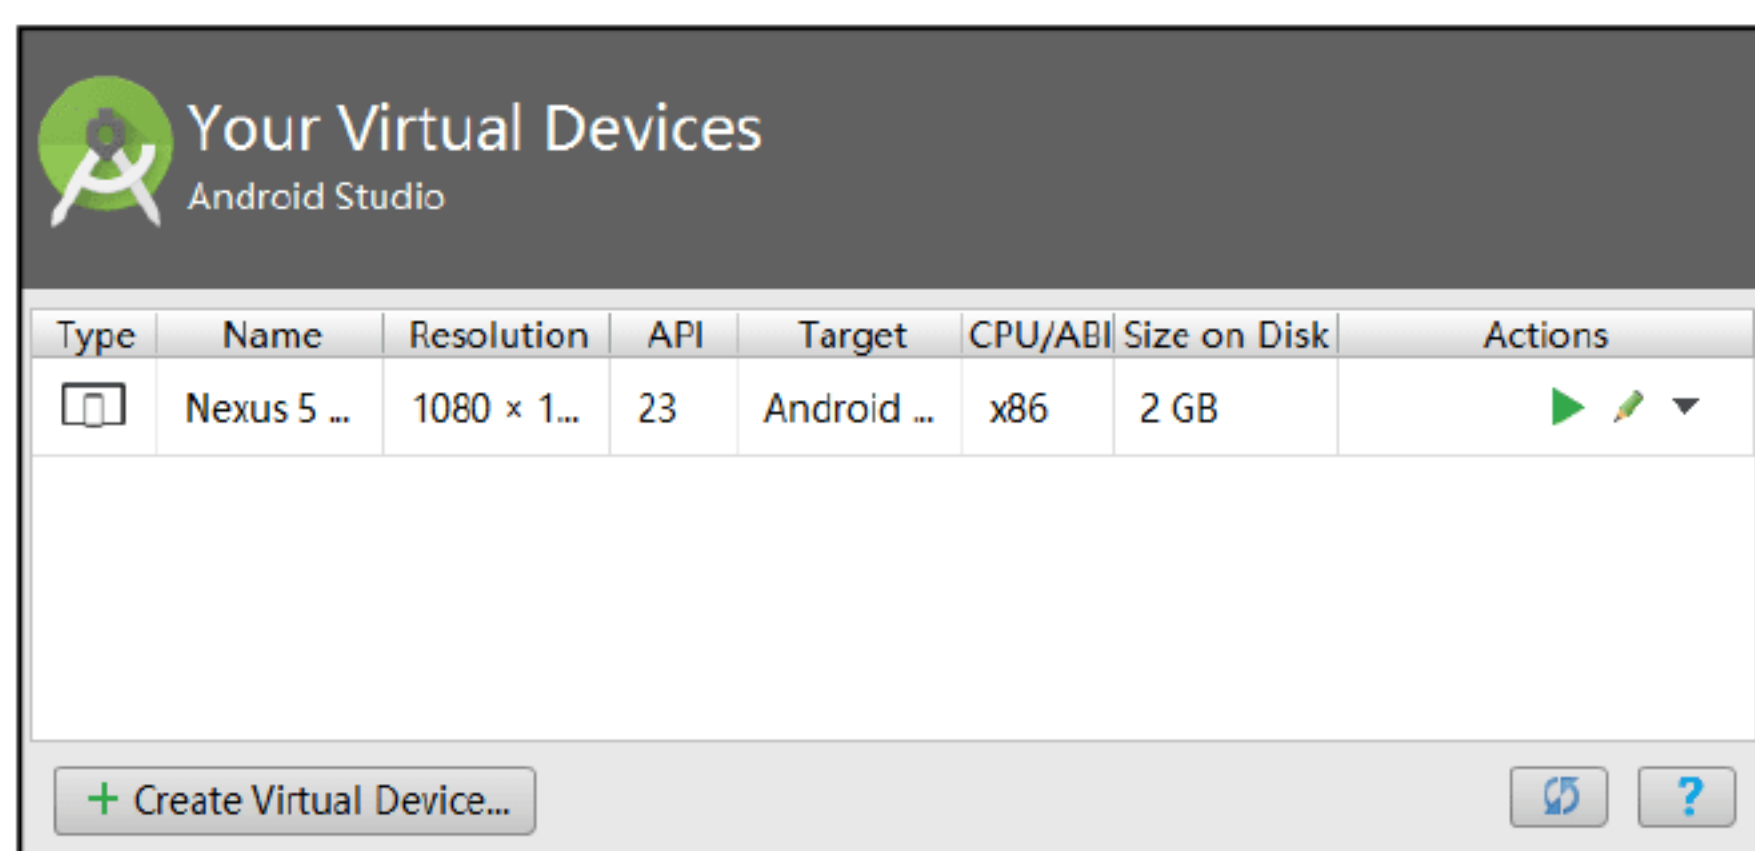 Your Virtual Devices
Android Studio
Type Name Resolution API Target CPU/ABI Size on Disk Actions
Nexus 5 ... 1080 × 1... 23 Android ... x86 2 GB
+ Create Virtual Device... ?